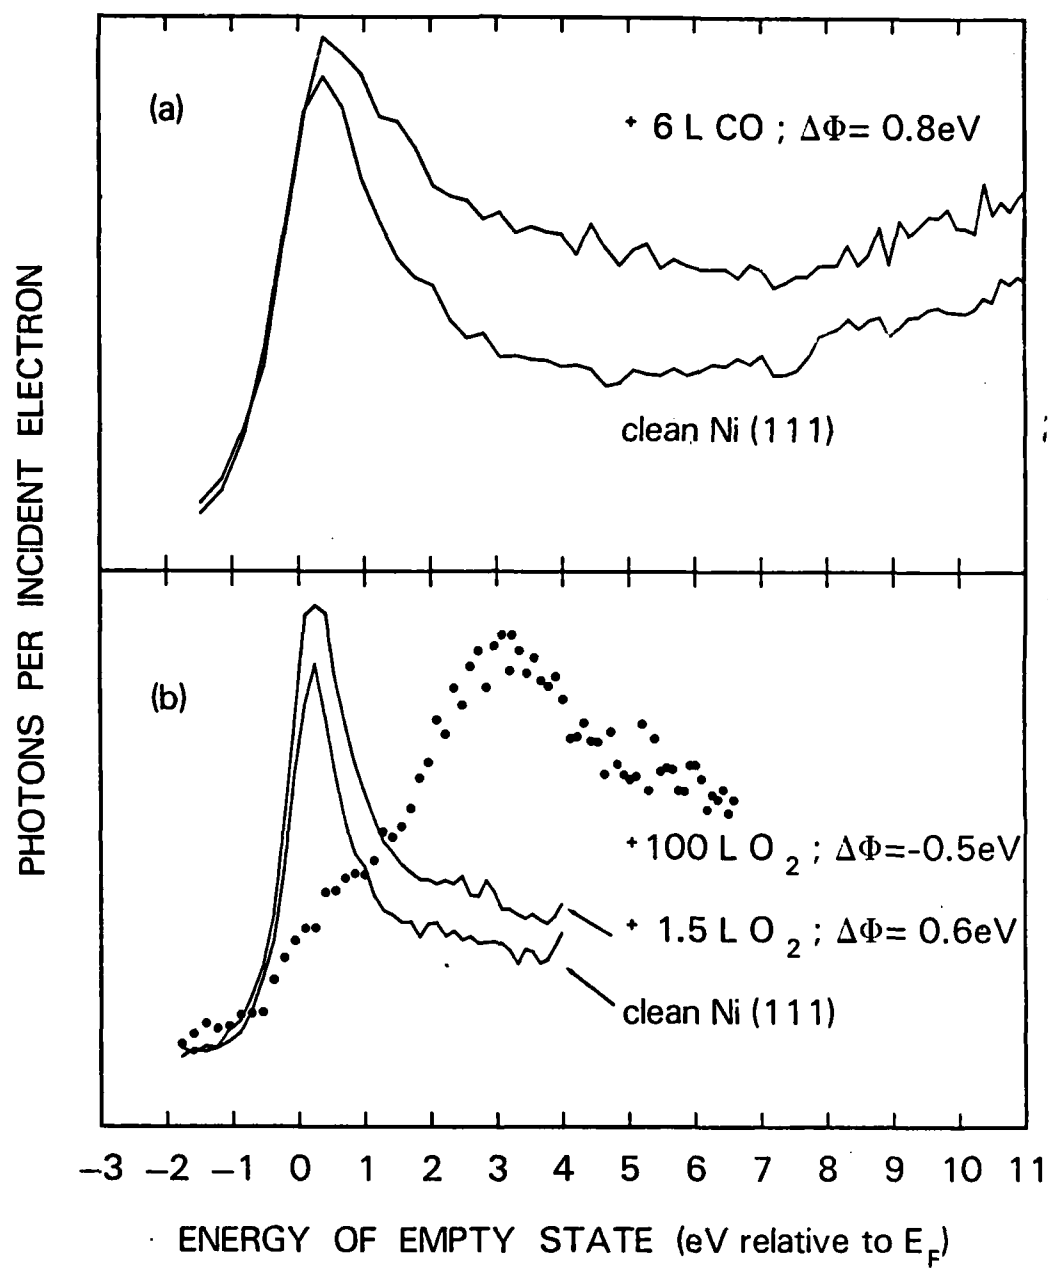 PHOTONS PER INCIDENT ELECTRON
(a)
+ 6 L CO ; ΔΦ= 0.8eV
clean Ni (111)
(b)
+ 100 L O2 ; ΔΦ=-0.5eV
+ 1.5 L O2 ; ΔΦ= 0.6eV
clean Ni (111)
−3 −2 −1 0 1 2 3 4 5 6 7 8 9 10 11
ENERGY OF EMPTY STATE (eV relative to EF)